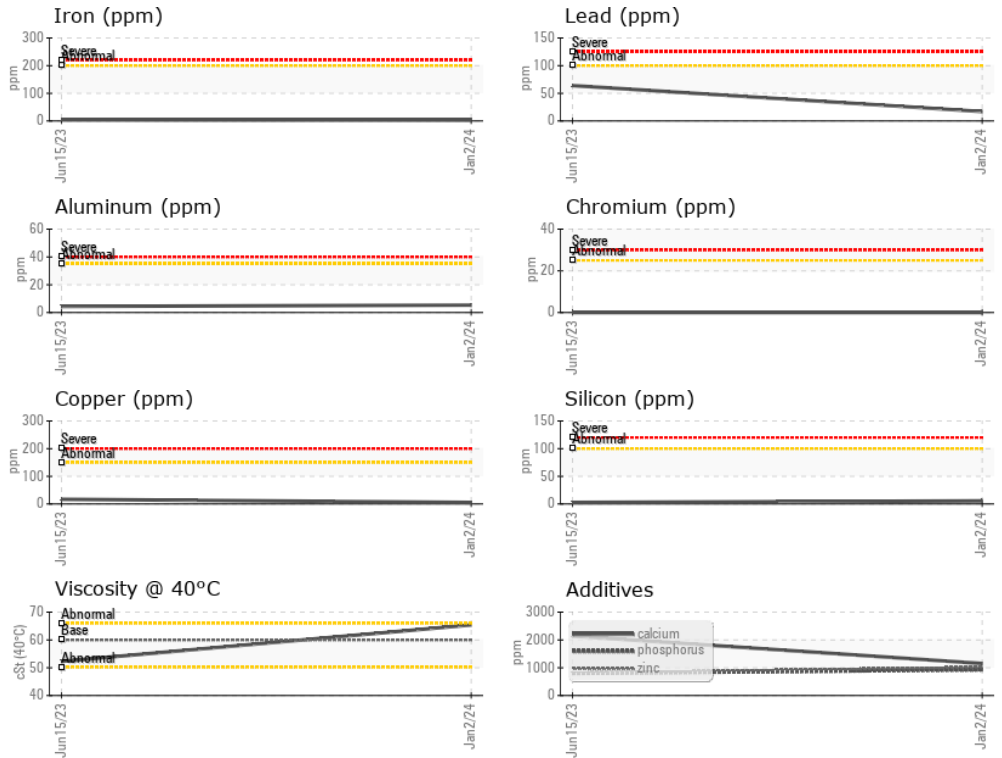 Iron (ppm)
300
200
100
0
ppm
Severe
Abnormal
Jun15/23
Jan2/24
Lead (ppm)
150
100
50
0
ppm
Severe
Abnormal
Jun15/23
Jan2/24
Aluminum (ppm)
60
40
20
0
ppm
Severe
Abnormal
Jun15/23
Jan2/24
Chromium (ppm)
40
20
0
ppm
Severe
Abnormal
Jun15/23
Jan2/24
Copper (ppm)
300
200
100
0
ppm
Severe
Abnormal
Jun15/23
Jan2/24
Silicon (ppm)
150
100
50
0
ppm
Severe
Abnormal
Jun15/23
Jan2/24
Viscosity @ 40°C
70
60
50
40
cSt (40°C)
Abnormal
Base
Abnormal
Jun15/23
Jan2/24
Additives
3000
2000
1000
0
ppm
calcium
phosphorus
zinc
Jun15/23
Jan2/24